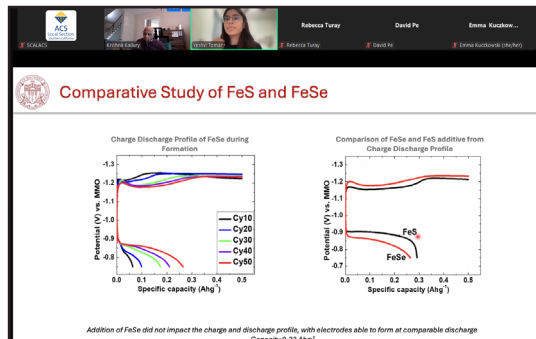 ACS
Local Section
SCALACS
Krishna Kallury
Rebecca Turay
Rebecca Turay
David Pe
David Pe
Emma Kuczkow...
Emma Kuczkowski (she/her)
Comparative Study of FeS and FeSe
Charge Discharge Profile of FeSe during
Formation
Potential (V) vs. MMO
-1.3
-1.2
-1.1
-1.0
-0.9
-0.8
Cy10
Cy20
Cy30
Cy40
Cy50
0.0 0.1 0.2 0.3 0.4 0.5
Specific capacity (Ahg⁻¹)
Comparison of FeSe and FeS additive from
Charge Discharge Profile
Potential (V) vs. MMO
-1.3
-1.2
-1.1
-1.0
-0.9
-0.8
-0.7
FeS
FeSe
0.0 0.1 0.2 0.3 0.4 0.5
Specific capacity (Ahg⁻¹)
Addition of FeSe did not impact the charge and discharge profile, with electrodes able to form at comparable discharge